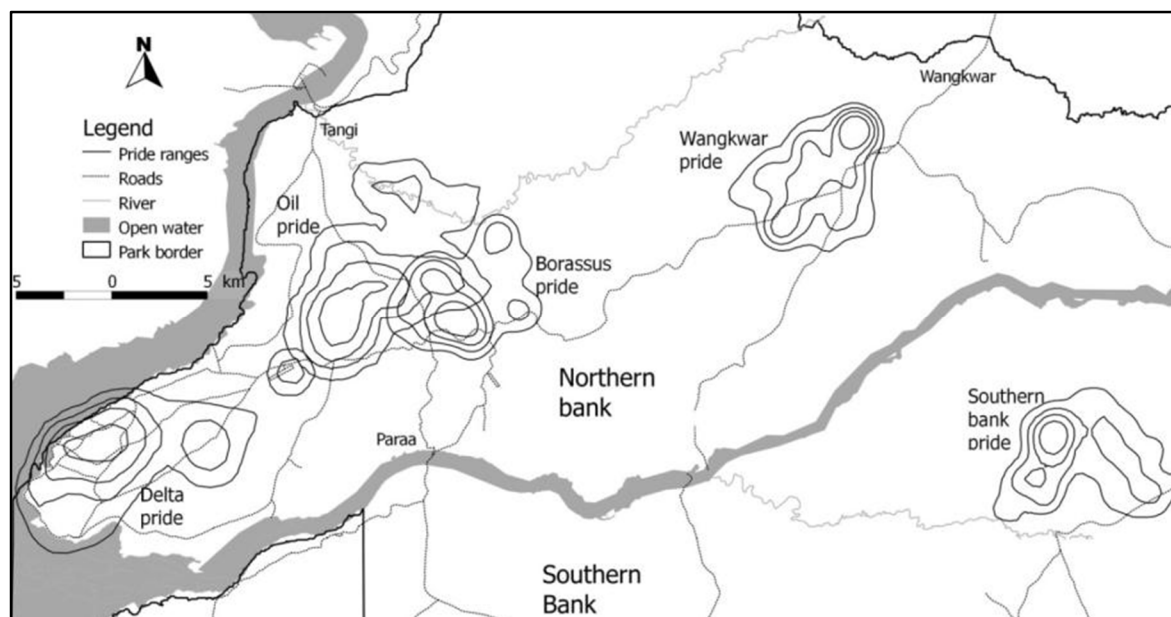 N
Legend
Pride ranges
Roads
River
Open water
Park border
5 0 5 km
Tangi
Oil
pride
Borassus
pride
Wangkwar
Wangkwar
pride
Northern
bank
Southern
bank
pride
Paraa
Delta
pride
Southern
Bank